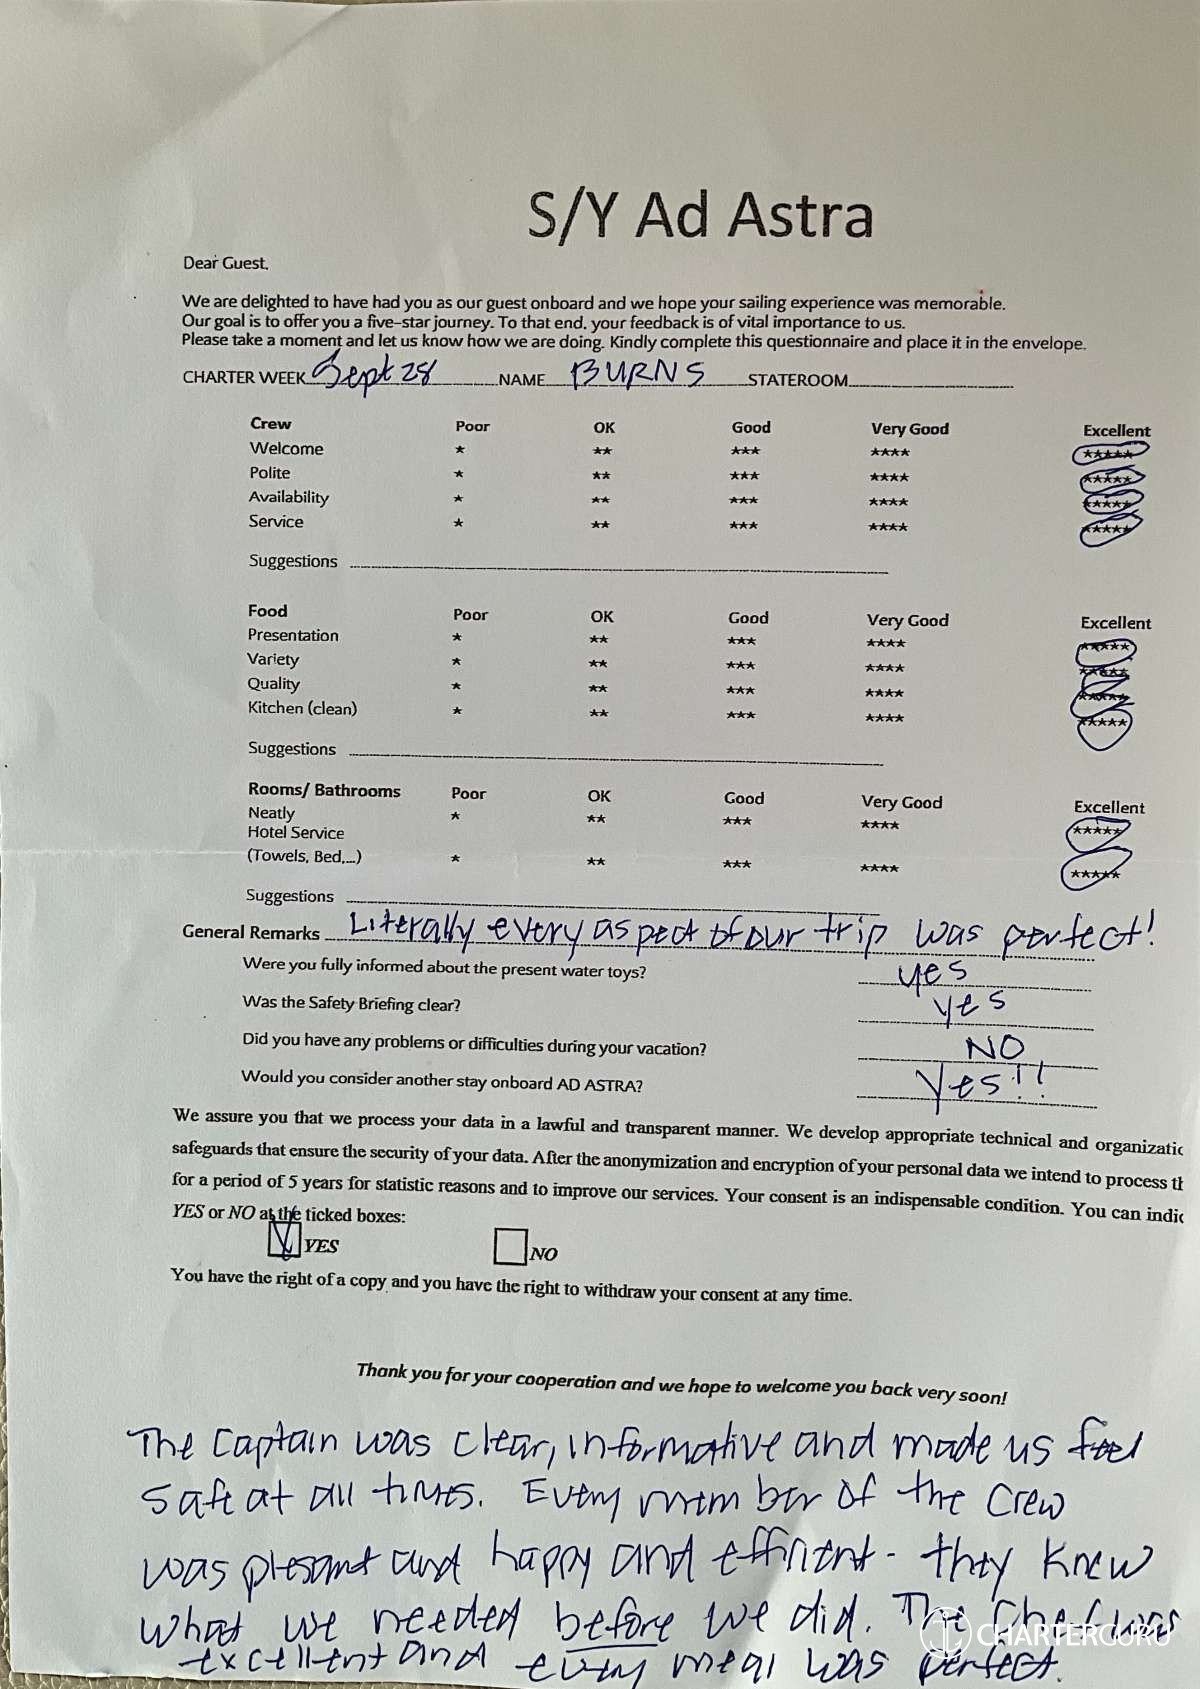 S/Y Ad Astra
Dear Guest,
We are delighted to have had you as our guest onboard and we hope your sailing experience was memorable.
Our goal is to offer you a five-star journey. To that end, your feedback is of vital importance to us.
Please take a moment and let us know how we are doing. Kindly complete this questionnaire and place it in the envelope.
CHARTER WEEK Sept 28 NAME BURNS STATEROOM
Crew Poor OK Good Very Good Excellent
Welcome * ** *** **** *****
Polite * ** *** **** *****
Availability * ** *** **** *****
Service * ** *** **** *****
Suggestions
Food Poor OK Good Very Good Excellent
Presentation * ** *** **** *****
Variety * ** *** **** *****
Quality * ** *** **** *****
Kitchen (clean) * ** *** **** *****
Suggestions
Rooms/ Bathrooms Poor OK Good Very Good Excellent
Neatly * ** *** **** *****
Hotel Service
(Towels, Bed,...) * ** *** **** *****
Suggestions
General Remarks Literally every aspect of our trip was perfect!
Were you fully informed about the present water toys? yes
Was the Safety Briefing clear? yes
Did you have any problems or difficulties during your vacation? NO
Would you consider another stay onboard AD ASTRA? Yes!!
We assure you that we process your data in a lawful and transparent manner. We develop appropriate technical and organizatic
safeguards that ensure the security of your data. After the anonymization and encryption of your personal data we intend to process th
for a period of 5 years for statistic reasons and to improve our services. Your consent is an indispensable condition. You can indic
YES or NO at the ticked boxes:
YES NO
You have the right of a copy and you have the right to withdraw your consent at any time.
Thank you for your cooperation and we hope to welcome you back very soon!
The Captain was clear, informative and made us feel
safe at all times. Every member of the Crew
was plesant and happy and efficient - they knew
what we needed before we did. The Chef was
excellent and every meal was perfect.
CHARTERGURU